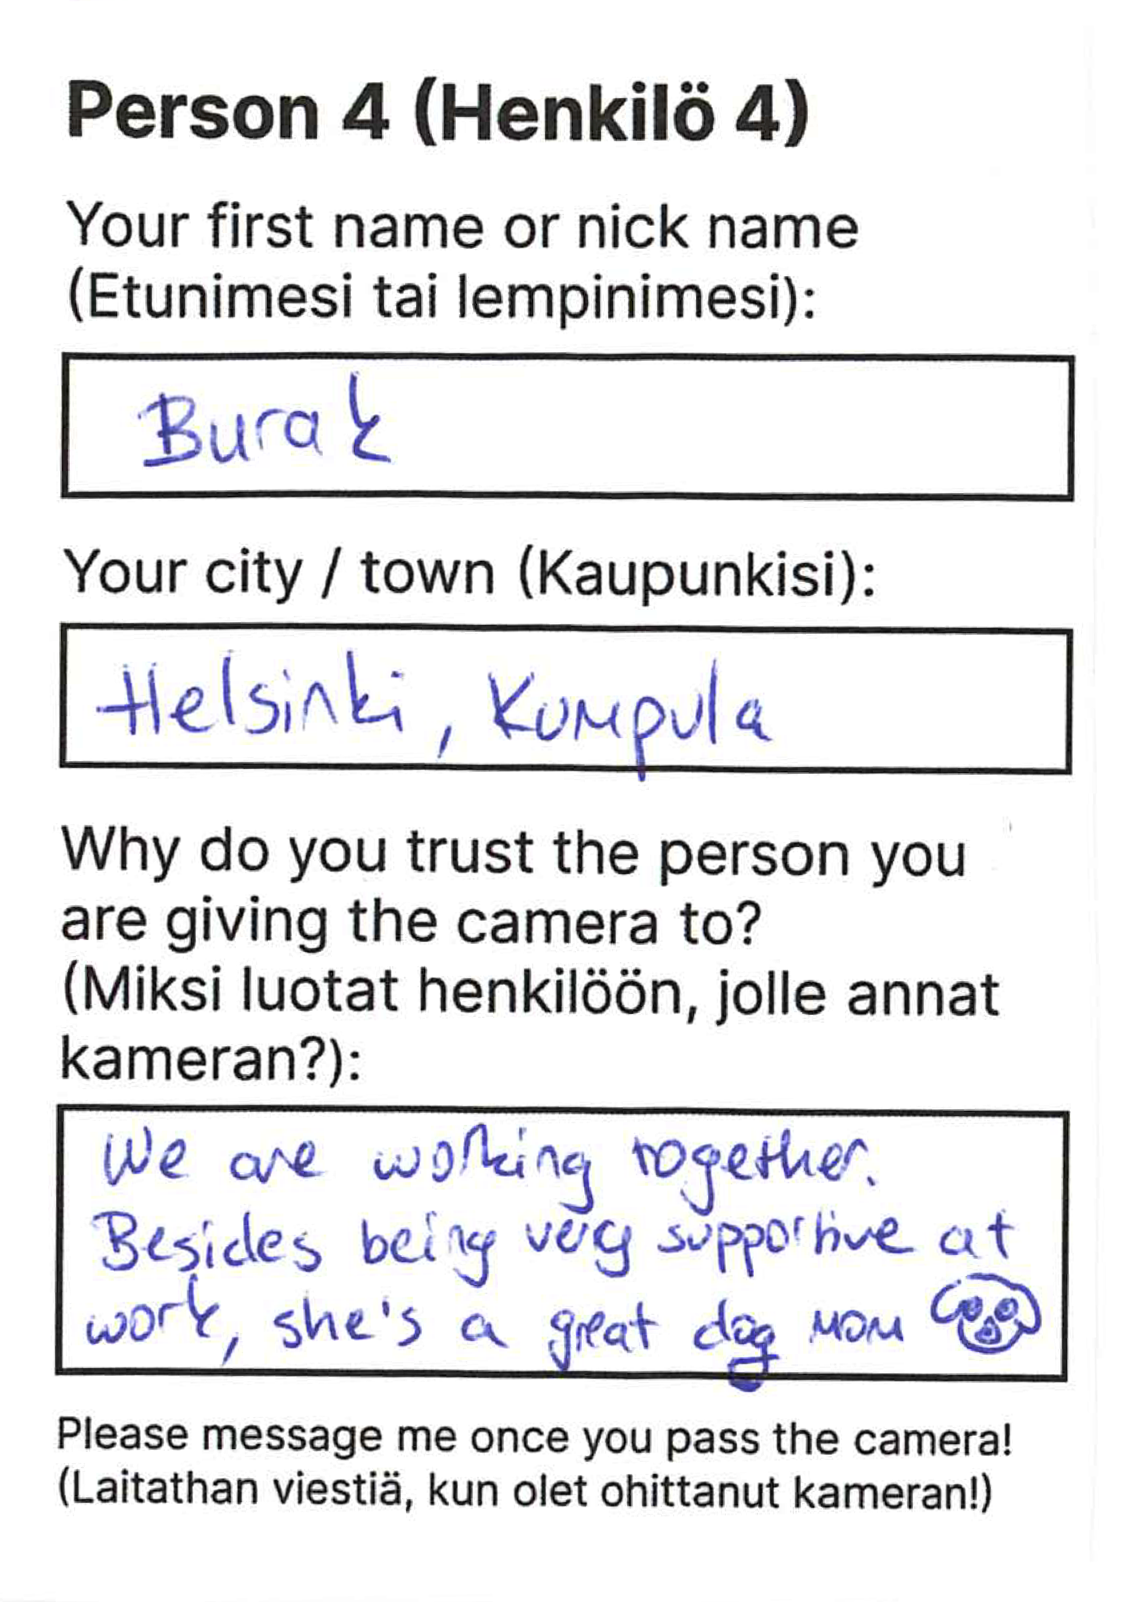 Person 4 (Henkilö 4)
Your first name or nick name
(Etunimesi tai lempinimesi):
Burak
Your city / town (Kaupunkisi):
Helsinki, Kumpula
Why do you trust the person you
are giving the camera to?
(Miksi luotat henkilöön, jolle annat
kameran?):
We are working together.
Besides being very supportive at
work, she's a great dog mom
Please message me once you pass the camera!
(Laitathan viestiä, kun olet ohittanut kameran!)